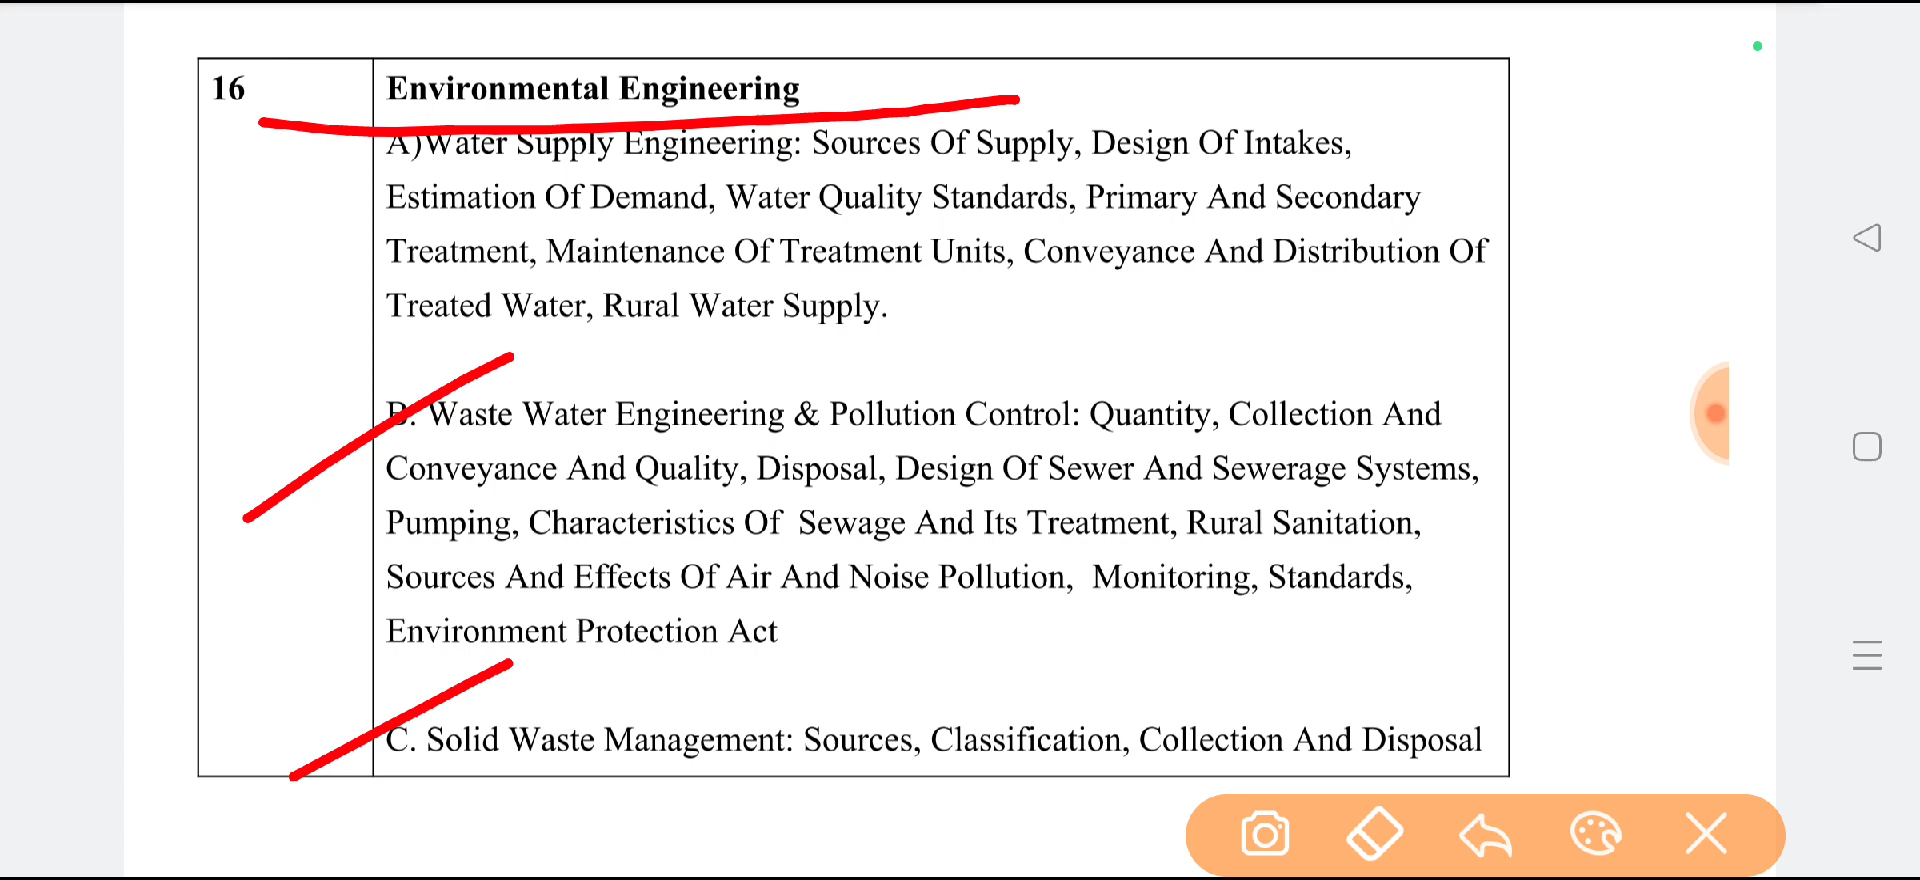 16
Environmental Engineering
A)Water Supply Engineering: Sources Of Supply, Design Of Intakes,
Estimation Of Demand, Water Quality Standards, Primary And Secondary
Treatment, Maintenance Of Treatment Units, Conveyance And Distribution Of
Treated Water, Rural Water Supply.
B. Waste Water Engineering & Pollution Control: Quantity, Collection And
Conveyance And Quality, Disposal, Design Of Sewer And Sewerage Systems,
Pumping, Characteristics Of Sewage And Its Treatment, Rural Sanitation,
Sources And Effects Of Air And Noise Pollution, Monitoring, Standards,
Environment Protection Act
C. Solid Waste Management: Sources, Classification, Collection And Disposal